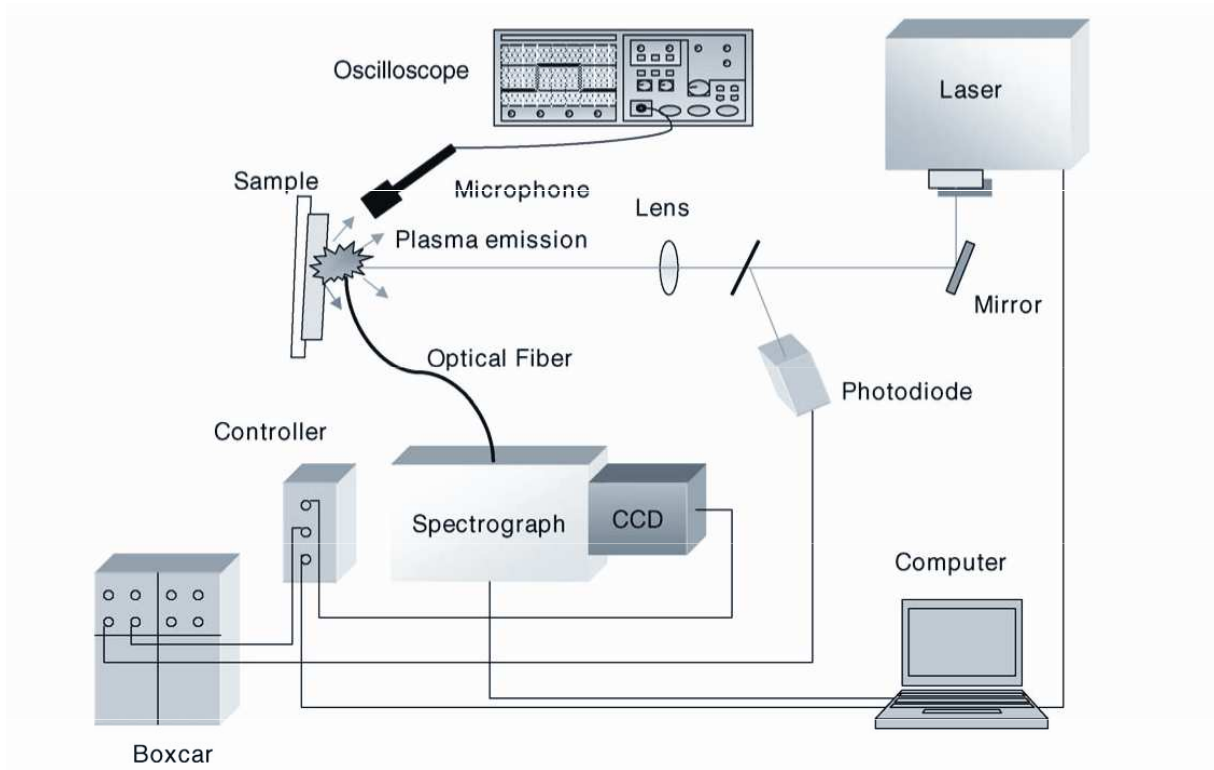 Oscilloscope
Laser
Sample
Microphone
Lens
Plasma emission
Mirror
Optical Fiber
Photodiode
Controller
Spectrograph
CCD
Computer
Boxcar